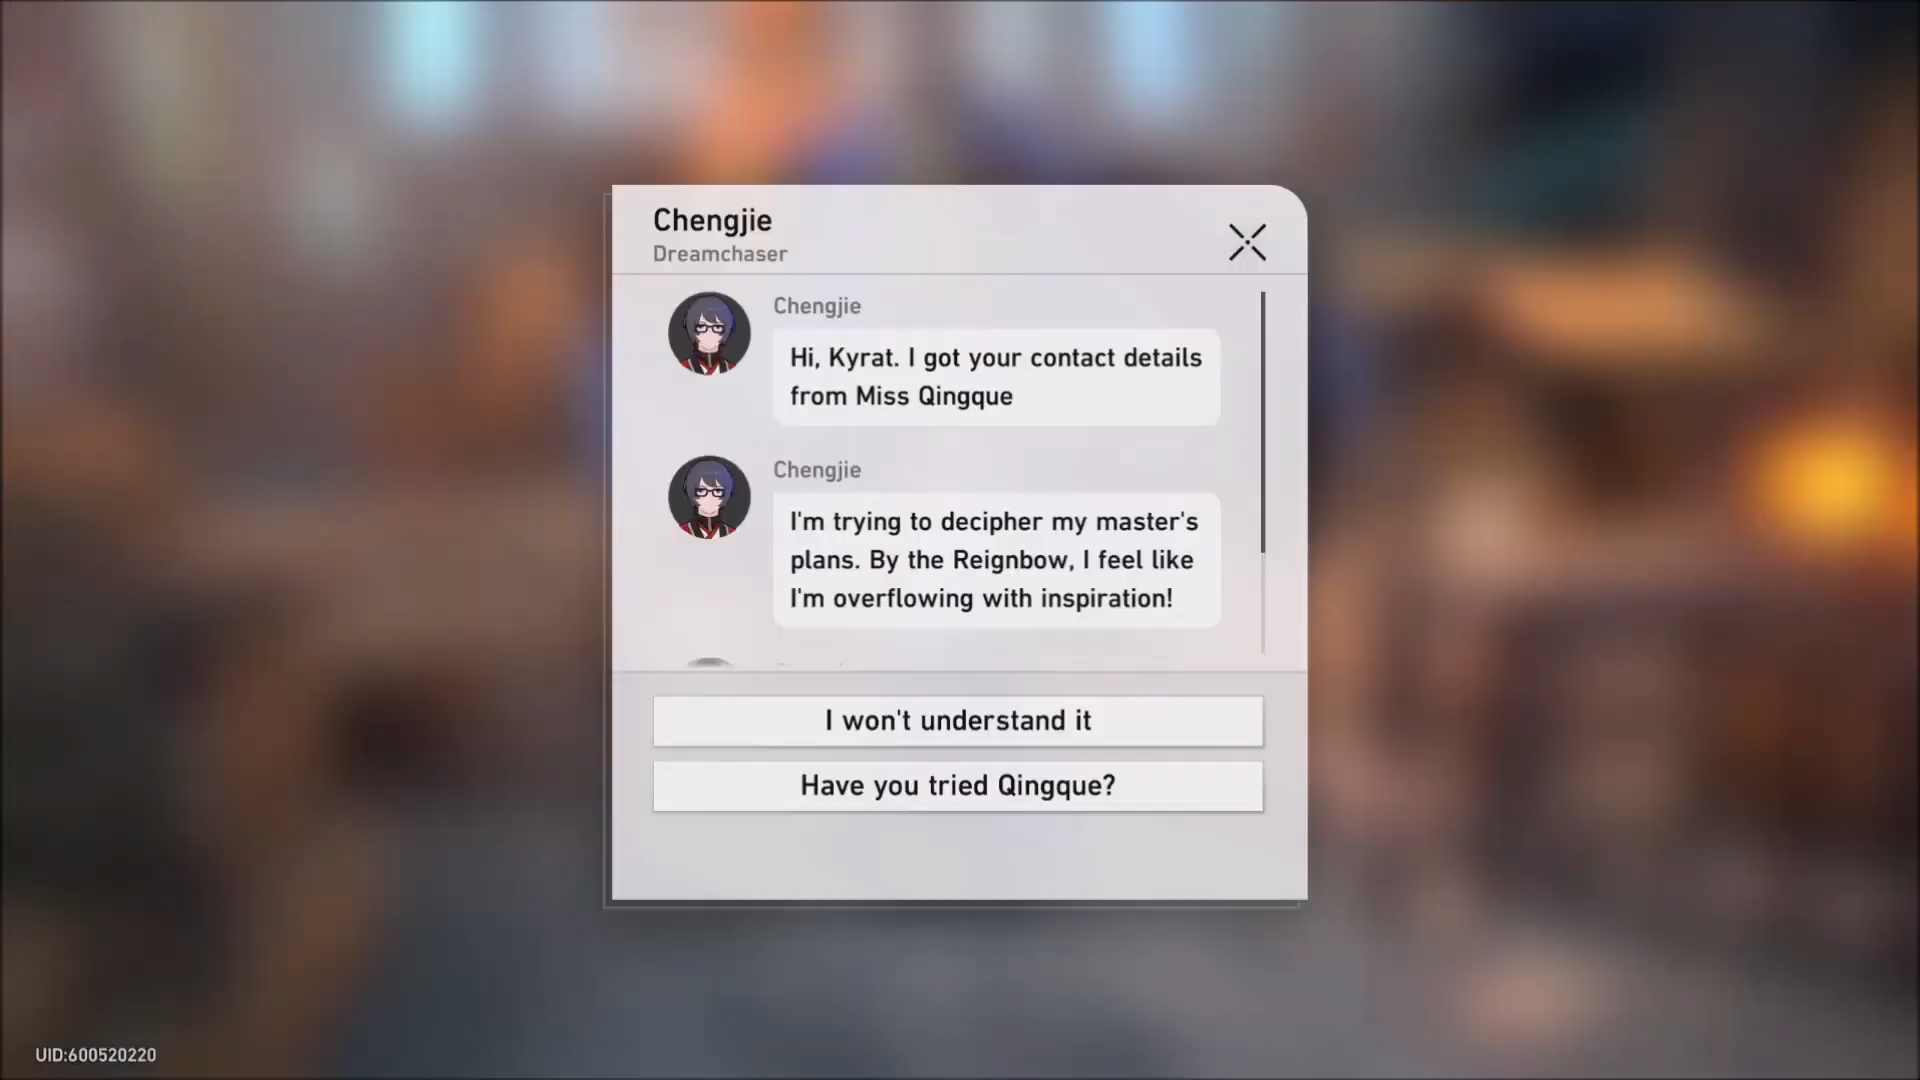 Chengjie
Dreamchaser
Chengjie
Hi, Kyrat. I got your contact details
from Miss Qingque
Chengjie
I'm trying to decipher my master's
plans. By the Reignbow, I feel like
I'm overflowing with inspiration!
I won't understand it
Have you tried Qingque?
UID:600520220